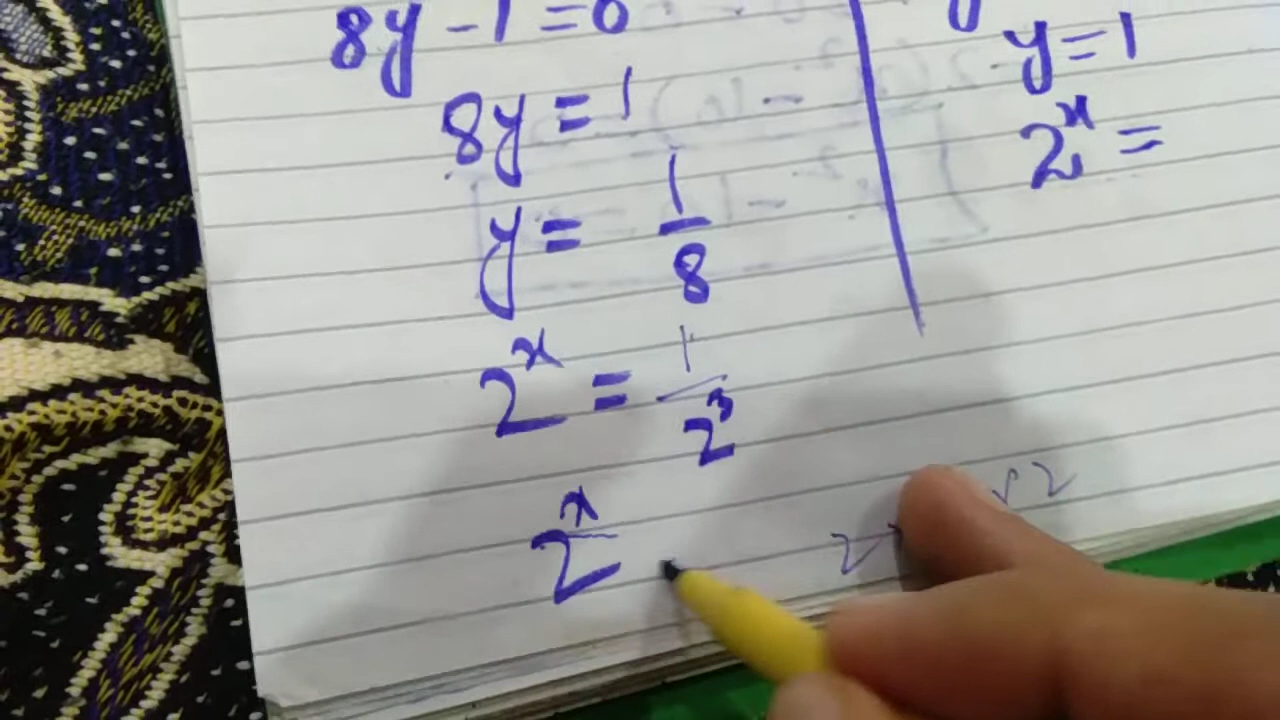 8y - 1 = 0
8y = 1
y = 1/8
2^x = 1/2^3
2^x
y = 1
2^x =